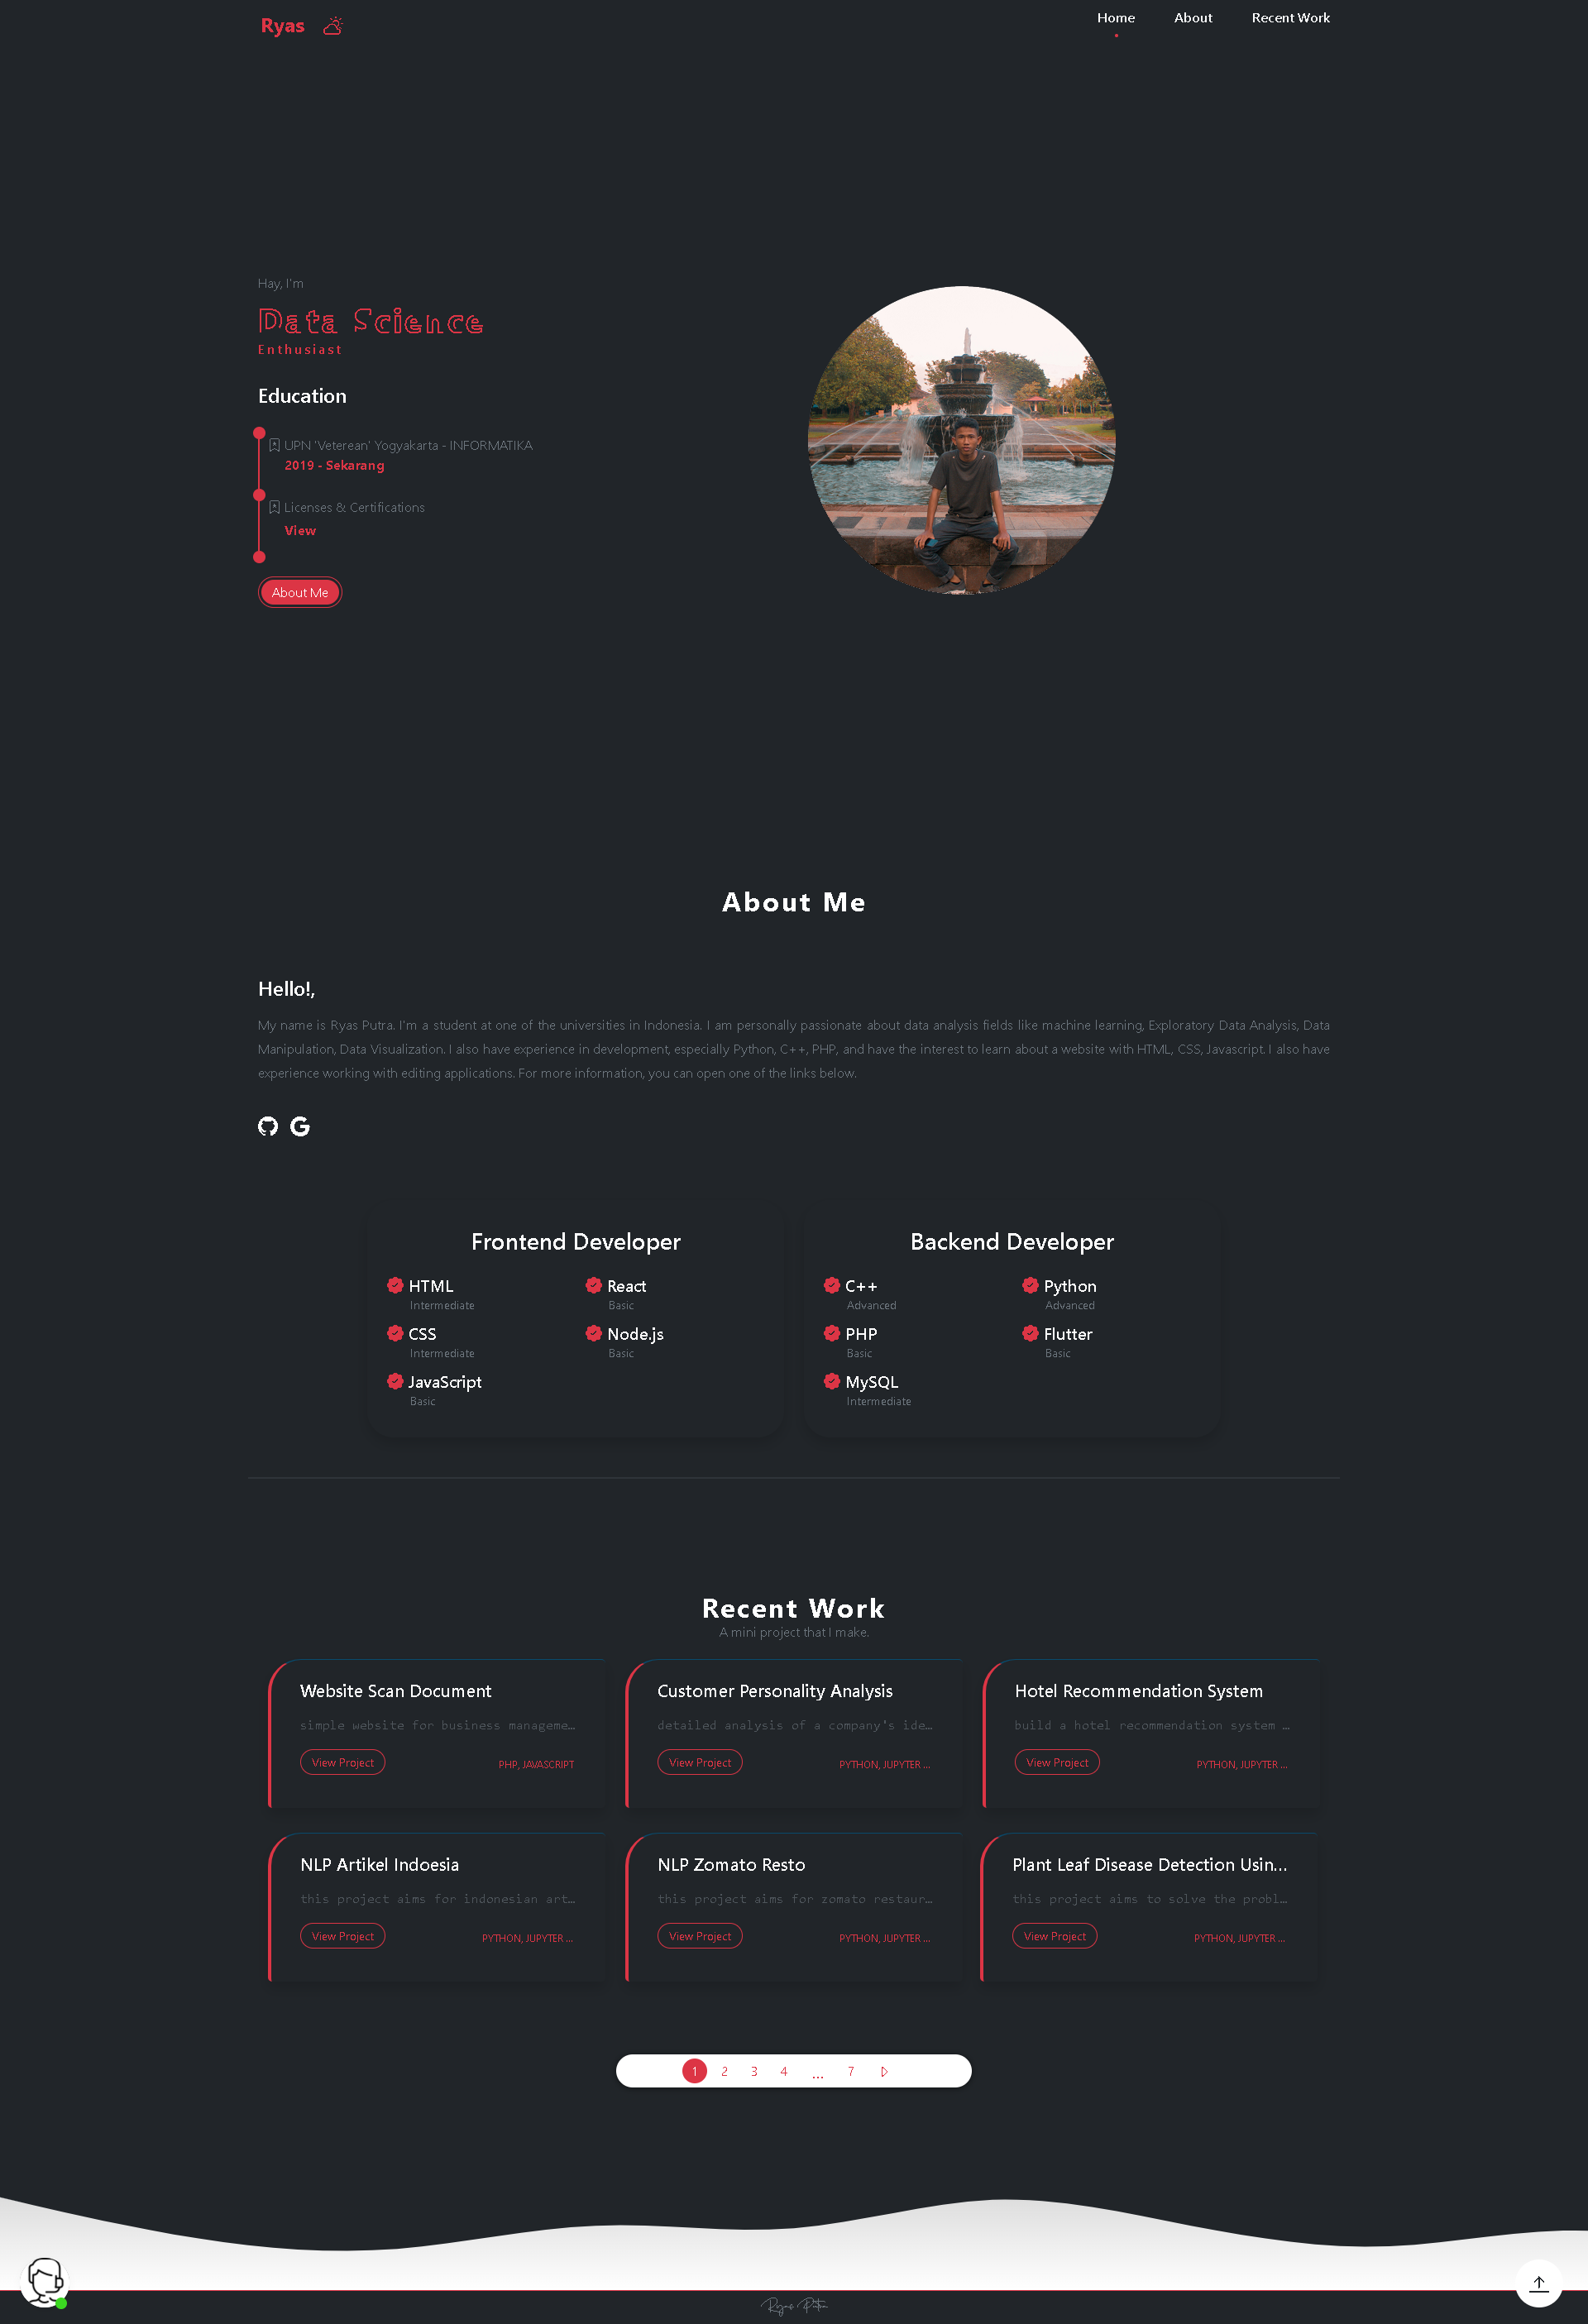 Ryas
Home About Recent Work
Hay, I'm
Data Science
Enthusiast
Education
UPN 'Veterean' Yogyakarta - INFORMATIKA
2019 - Sekarang
Licenses & Certifications
View
About Me
About Me
Hello!,
My name is Ryas Putra. I'm a student at one of the universities in Indonesia. I am personally passionate about data analysis fields like machine learning, Exploratory Data Analysis, Data
Manipulation, Data Visualization. I also have experience in development, especially Python, C++, PHP, and have the interest to learn about a website with HTML, CSS, Javascript. I also have
experience working with editing applications. For more information, you can open one of the links below.
Frontend Developer
HTML
Intermediate
React
Basic
CSS
Intermediate
Node.js
Basic
JavaScript
Basic
Backend Developer
C++
Advanced
Python
Advanced
PHP
Basic
Flutter
Basic
MySQL
Intermediate
Recent Work
A mini project that I make.
Website Scan Document
simple website for business manageme…
View Project PHP, JAVASCRIPT
Customer Personality Analysis
detailed analysis of a company's ide…
View Project PYTHON, JUPYTER ...
Hotel Recommendation System
build a hotel recommendation system …
View Project PYTHON, JUPYTER ...
NLP Artikel Indoesia
this project aims for indonesian art…
View Project PYTHON, JUPYTER ...
NLP Zomato Resto
this project aims for zomato restaur…
View Project PYTHON, JUPYTER ...
Plant Leaf Disease Detection Usin...
this project aims to solve the probl…
View Project PYTHON, JUPYTER ...
1 2 3 4 ... 7
Ryas Putra